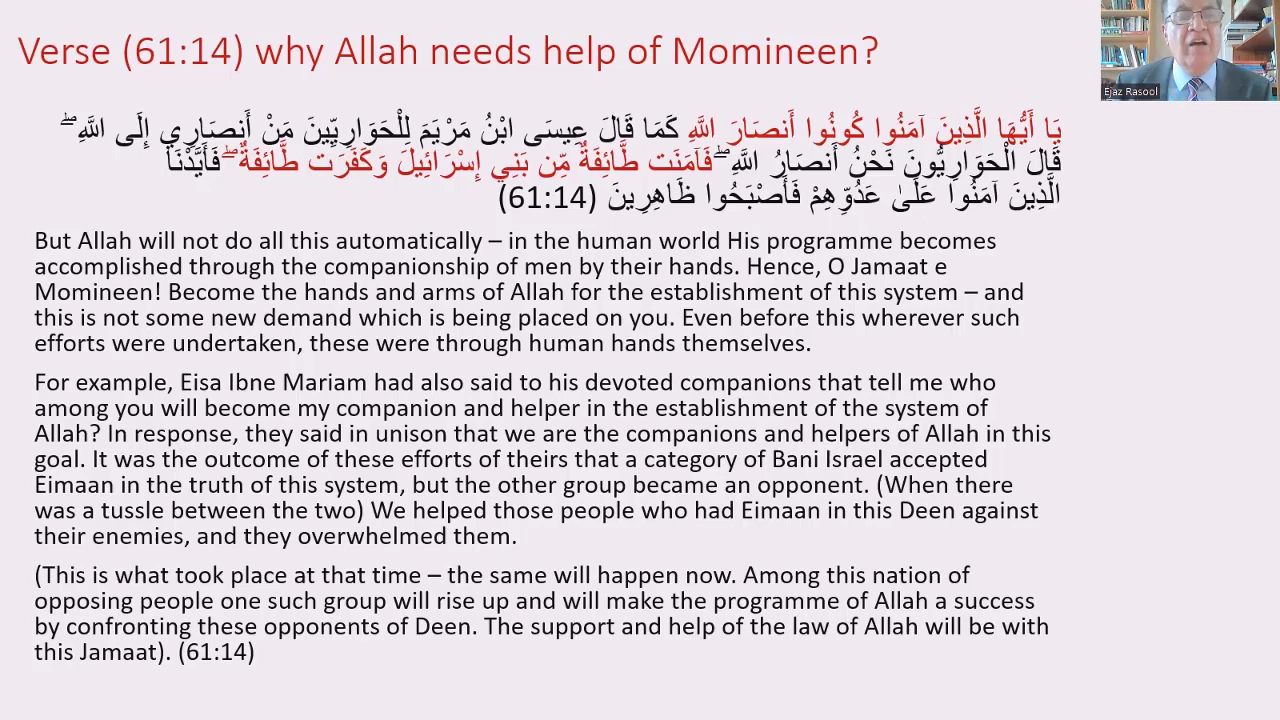 Verse (61:14) why Allah needs help of Momineen?
Ejaz Rasool
يَا أَيُّهَا الَّذِينَ آمَنُوا كُونُوا أَنصَارَ اللَّهِ كَمَا قَالَ عِيسَى ابْنُ مَرْيَمَ لِلْحَوَارِيِّينَ مَنْ أَنصَارِي إِلَى اللَّهِ ۖ
قَالَ الْحَوَارِيُّونَ نَحْنُ أَنصَارُ اللَّهِ ۖ فَآمَنَت طَّائِفَةٌ مِّن بَنِي إِسْرَائِيلَ وَكَفَرَت طَّائِفَةٌ ۖ فَأَيَّدْنَا
الَّذِينَ آمَنُوا عَلَىٰ عَدُوِّهِمْ فَأَصْبَحُوا ظَاهِرِينَ (61:14)
But Allah will not do all this automatically – in the human world His programme becomes
accomplished through the companionship of men by their hands. Hence, O Jamaat e
Momineen! Become the hands and arms of Allah for the establishment of this system – and
this is not some new demand which is being placed on you. Even before this wherever such
efforts were undertaken, these were through human hands themselves.
For example, Eisa Ibne Mariam had also said to his devoted companions that tell me who
among you will become my companion and helper in the establishment of the system of
Allah? In response, they said in unison that we are the companions and helpers of Allah in this
goal. It was the outcome of these efforts of theirs that a category of Bani Israel accepted
Eimaan in the truth of this system, but the other group became an opponent. (When there
was a tussle between the two) We helped those people who had Eimaan in this Deen against
their enemies, and they overwhelmed them.
(This is what took place at that time – the same will happen now. Among this nation of
opposing people one such group will rise up and will make the programme of Allah a success
by confronting these opponents of Deen. The support and help of the law of Allah will be with
this Jamaat). (61:14)